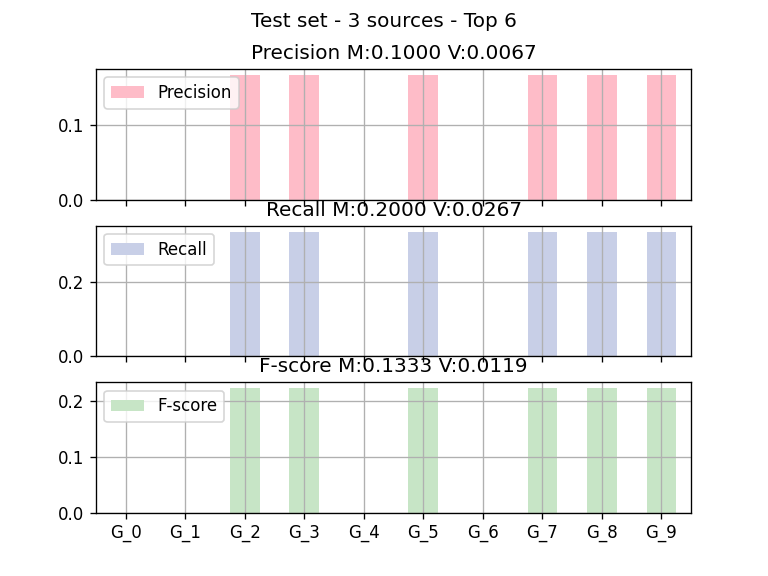 Test set - 3 sources - Top 6
Precision M:0.1000 V:0.0067
Precision
0.1
0.0
Recall M:0.2000 V:0.0267
Recall
0.2
0.0
F-score M:0.1333 V:0.0119
F-score
0.2
0.1
0.0
G_0 G_1 G_2 G_3 G_4 G_5 G_6 G_7 G_8 G_9